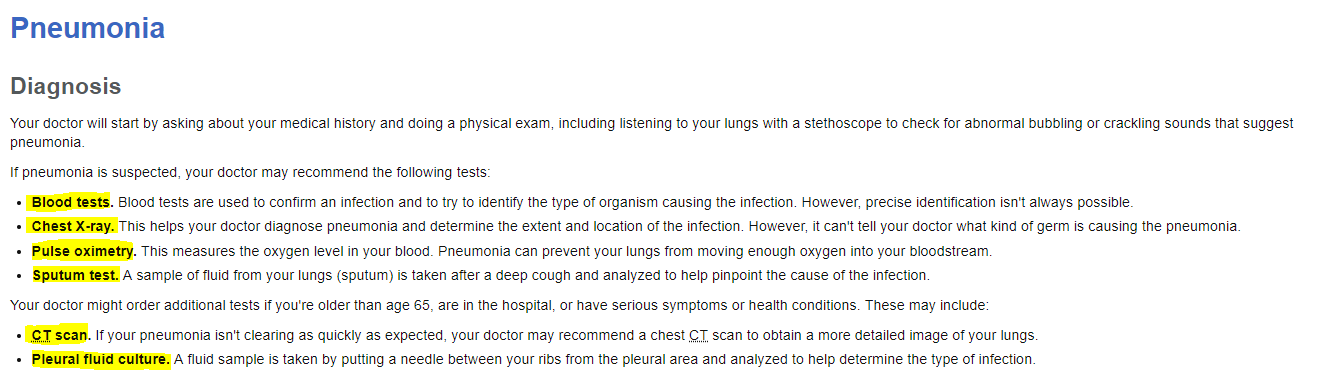 Pneumonia
Diagnosis
Your doctor will start by asking about your medical history and doing a physical exam, including listening to your lungs with a stethoscope to check for abnormal bubbling or crackling sounds that suggest
pneumonia.
If pneumonia is suspected, your doctor may recommend the following tests:
• Blood tests. Blood tests are used to confirm an infection and to try to identify the type of organism causing the infection. However, precise identification isn't always possible.
• Chest X-ray. This helps your doctor diagnose pneumonia and determine the extent and location of the infection. However, it can't tell your doctor what kind of germ is causing the pneumonia.
• Pulse oximetry. This measures the oxygen level in your blood. Pneumonia can prevent your lungs from moving enough oxygen into your bloodstream.
• Sputum test. A sample of fluid from your lungs (sputum) is taken after a deep cough and analyzed to help pinpoint the cause of the infection.
Your doctor might order additional tests if you're older than age 65, are in the hospital, or have serious symptoms or health conditions. These may include:
• CT scan. If your pneumonia isn't clearing as quickly as expected, your doctor may recommend a chest CT scan to obtain a more detailed image of your lungs.
• Pleural fluid culture. A fluid sample is taken by putting a needle between your ribs from the pleural area and analyzed to help determine the type of infection.